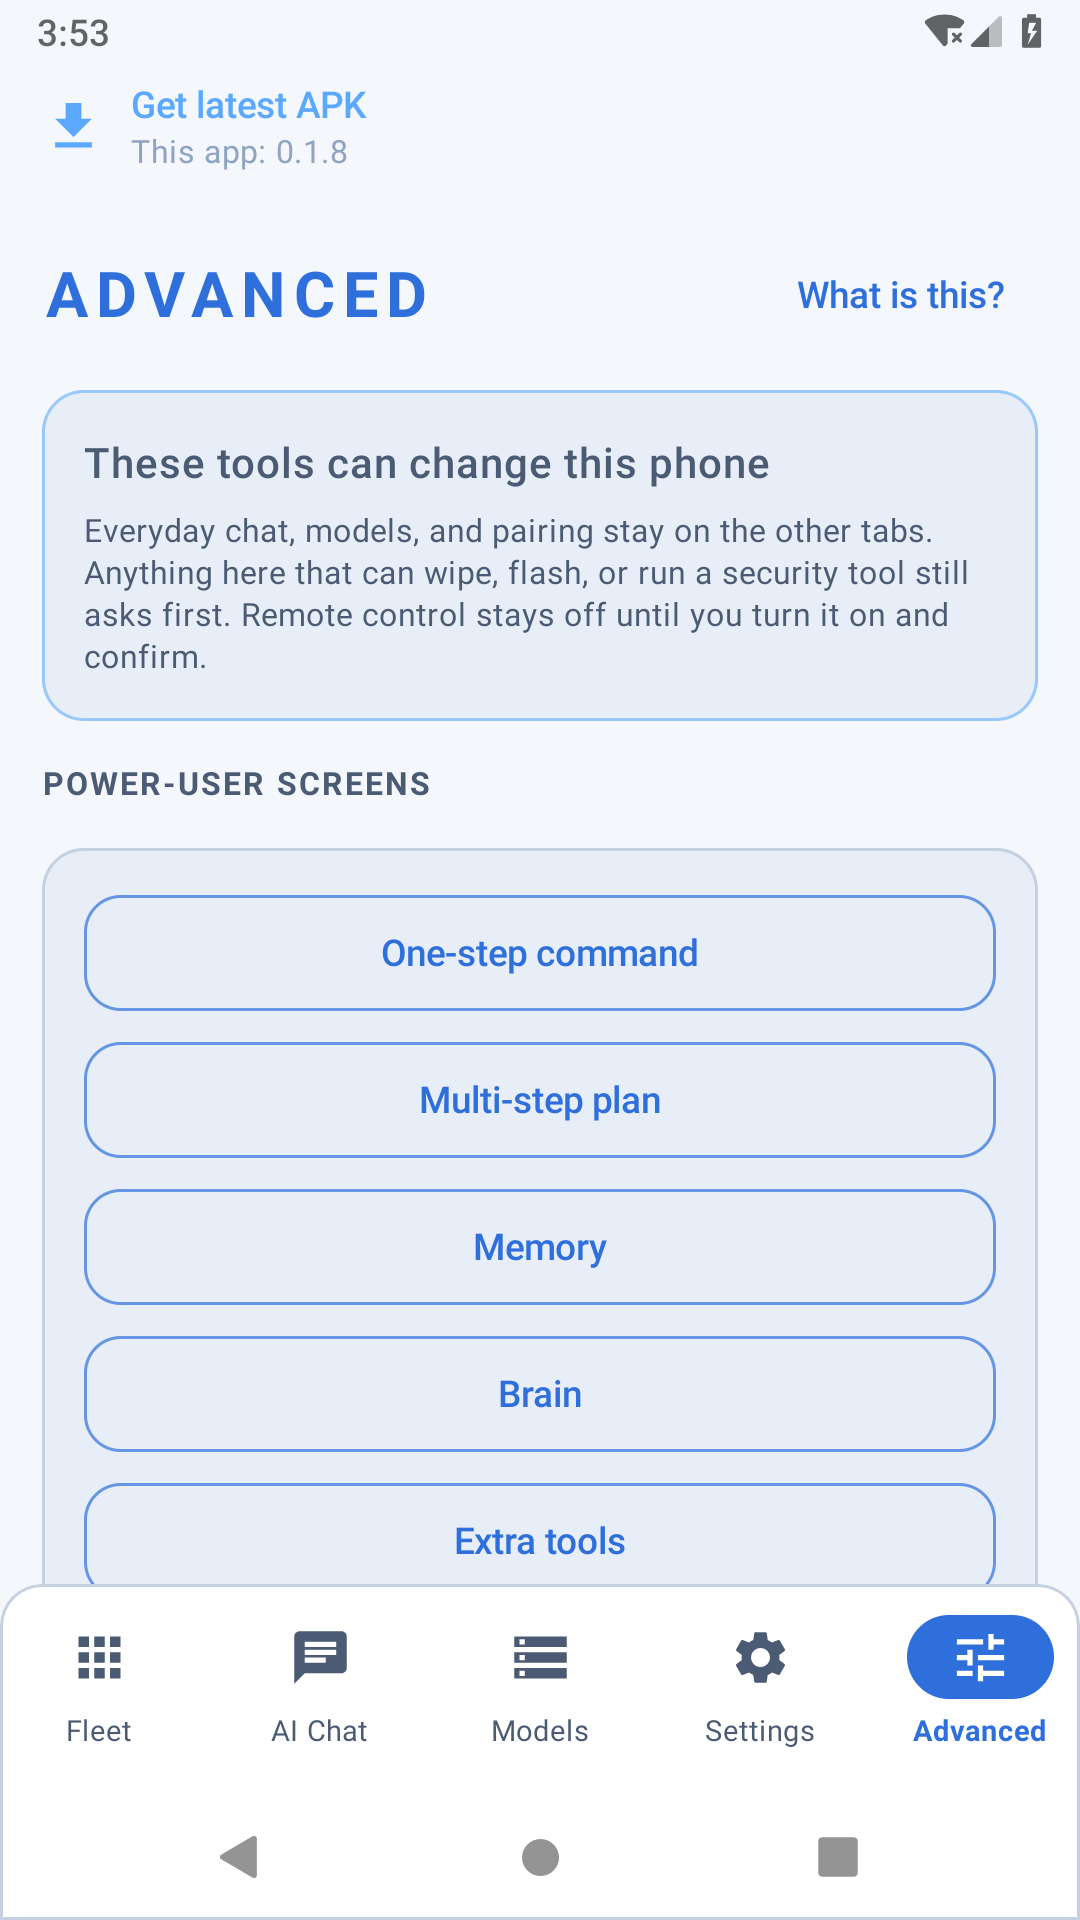 3:53
Get latest APK
This app: 0.1.8
ADVANCED
What is this?
These tools can change this phone
Everyday chat, models, and pairing stay on the other tabs.
Anything here that can wipe, flash, or run a security tool still
asks first. Remote control stays off until you turn it on and
confirm.
POWER-USER SCREENS
One-step command
Multi-step plan
Memory
Brain
Extra tools
Fleet
AI Chat
Models
Settings
Advanced